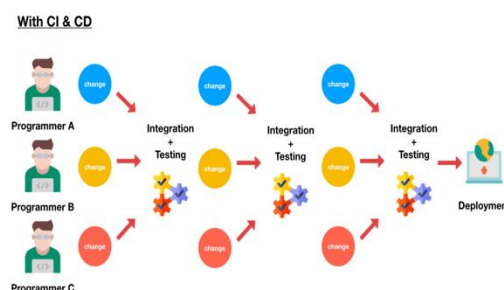 With CI & CD
change
change
change
Programmer A
Integration
+
Testing
Integration
+
Testing
Integration
+
Testing
change
change
change
Programmer B
Deploymen
change
change
change
Programmer C